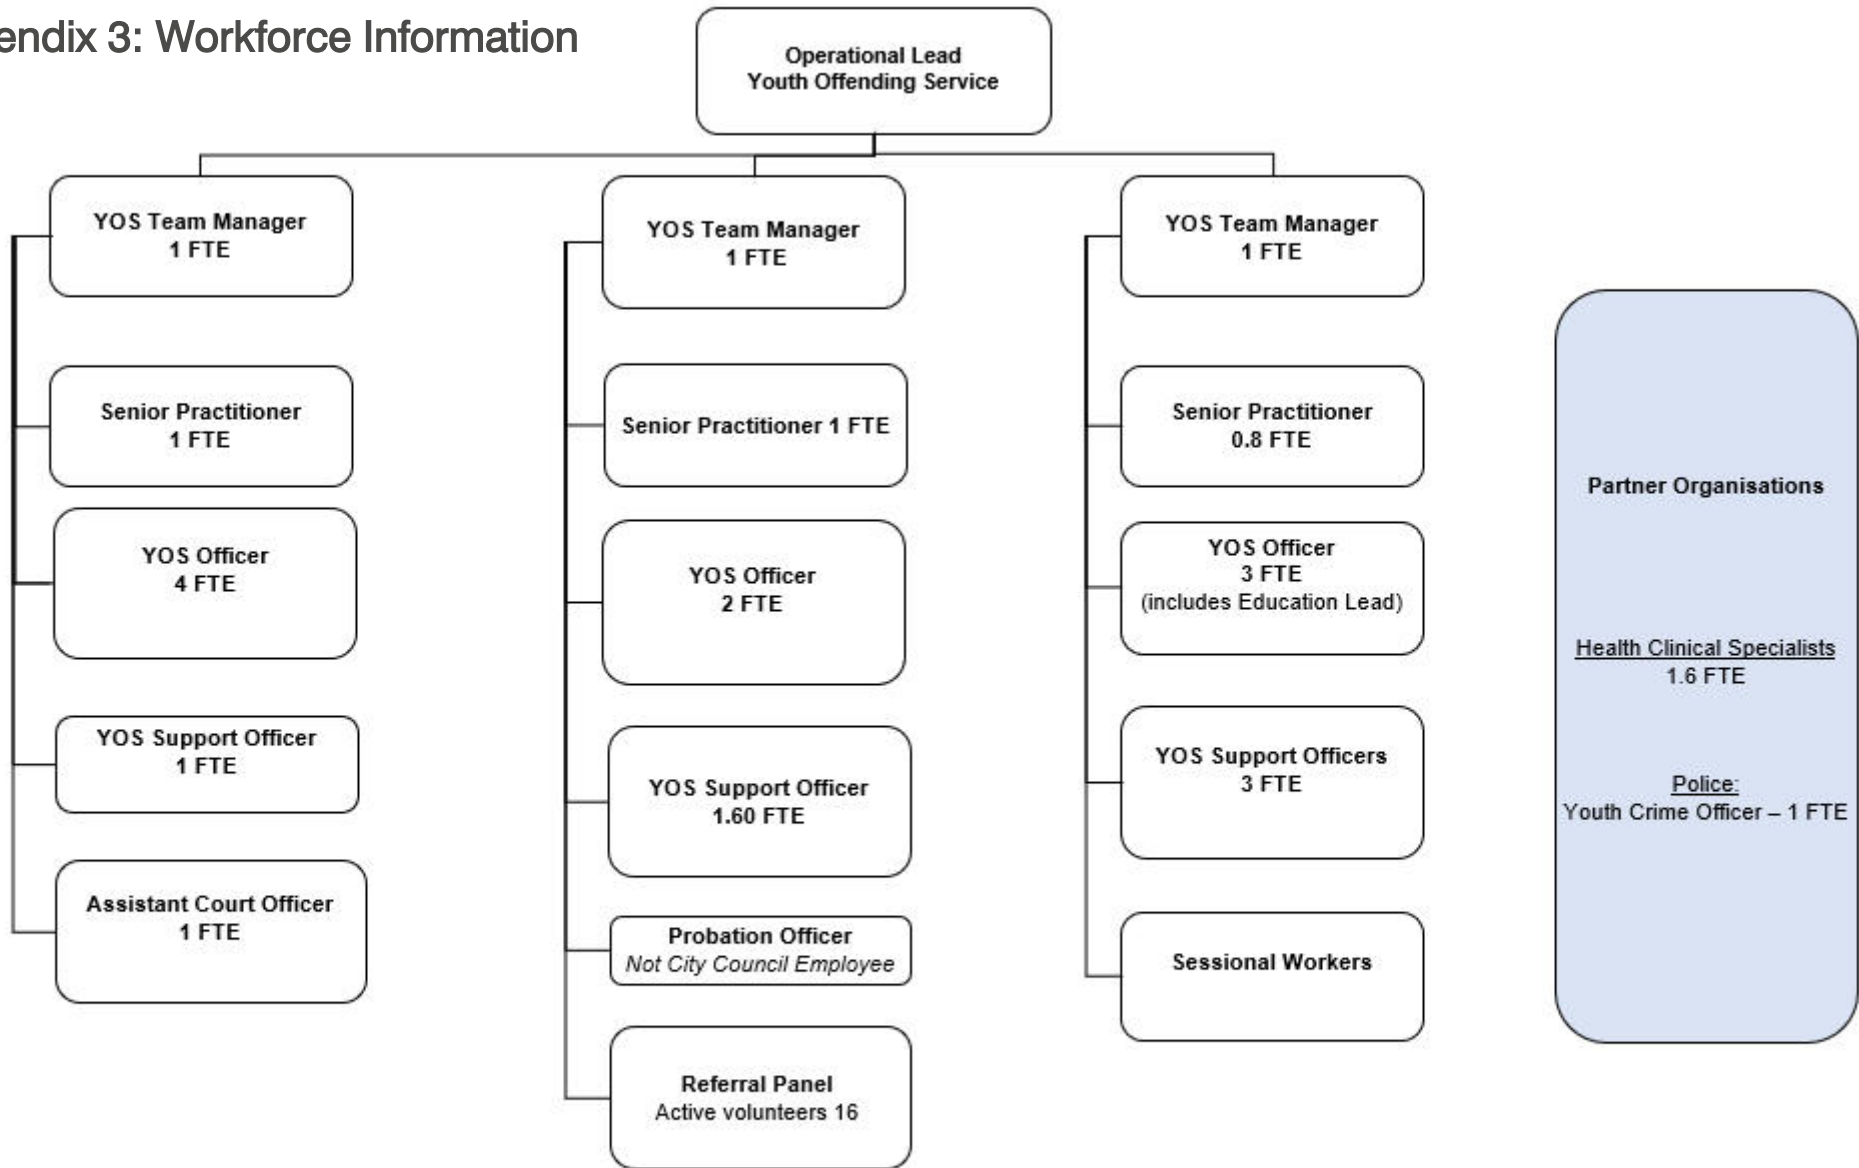 endix 3: Workforce Information
Operational Lead
Youth Offending Service
YOS Team Manager
1 FTE
Senior Practitioner
1 FTE
YOS Officer
4 FTE
YOS Support Officer
1 FTE
Assistant Court Officer
1 FTE
YOS Team Manager
1 FTE
Senior Practitioner 1 FTE
YOS Officer
2 FTE
YOS Support Officer
1.60 FTE
Probation Officer
Not City Council Employee
Referral Panel
Active volunteers 16
YOS Team Manager
1 FTE
Senior Practitioner
0.8 FTE
YOS Officer
3 FTE
(includes Education Lead)
YOS Support Officers
3 FTE
Sessional Workers
Partner Organisations
Health Clinical Specialists
1.6 FTE
Police:
Youth Crime Officer – 1 FTE